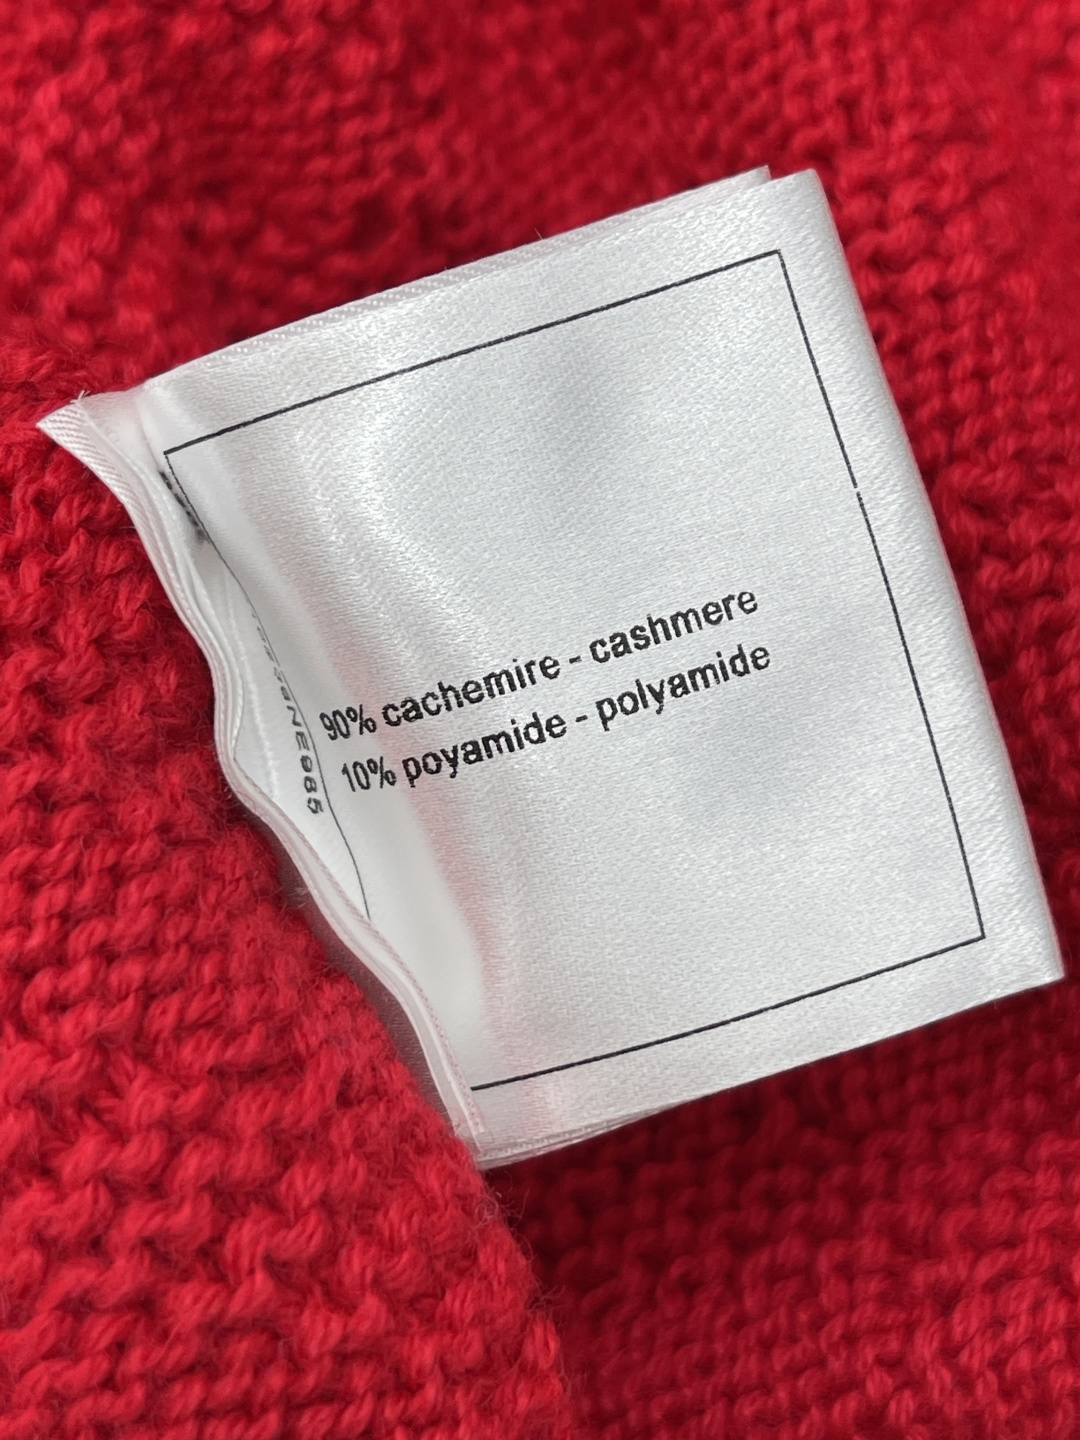 90% cachemire - cashmere
10% poyamide - polyamide